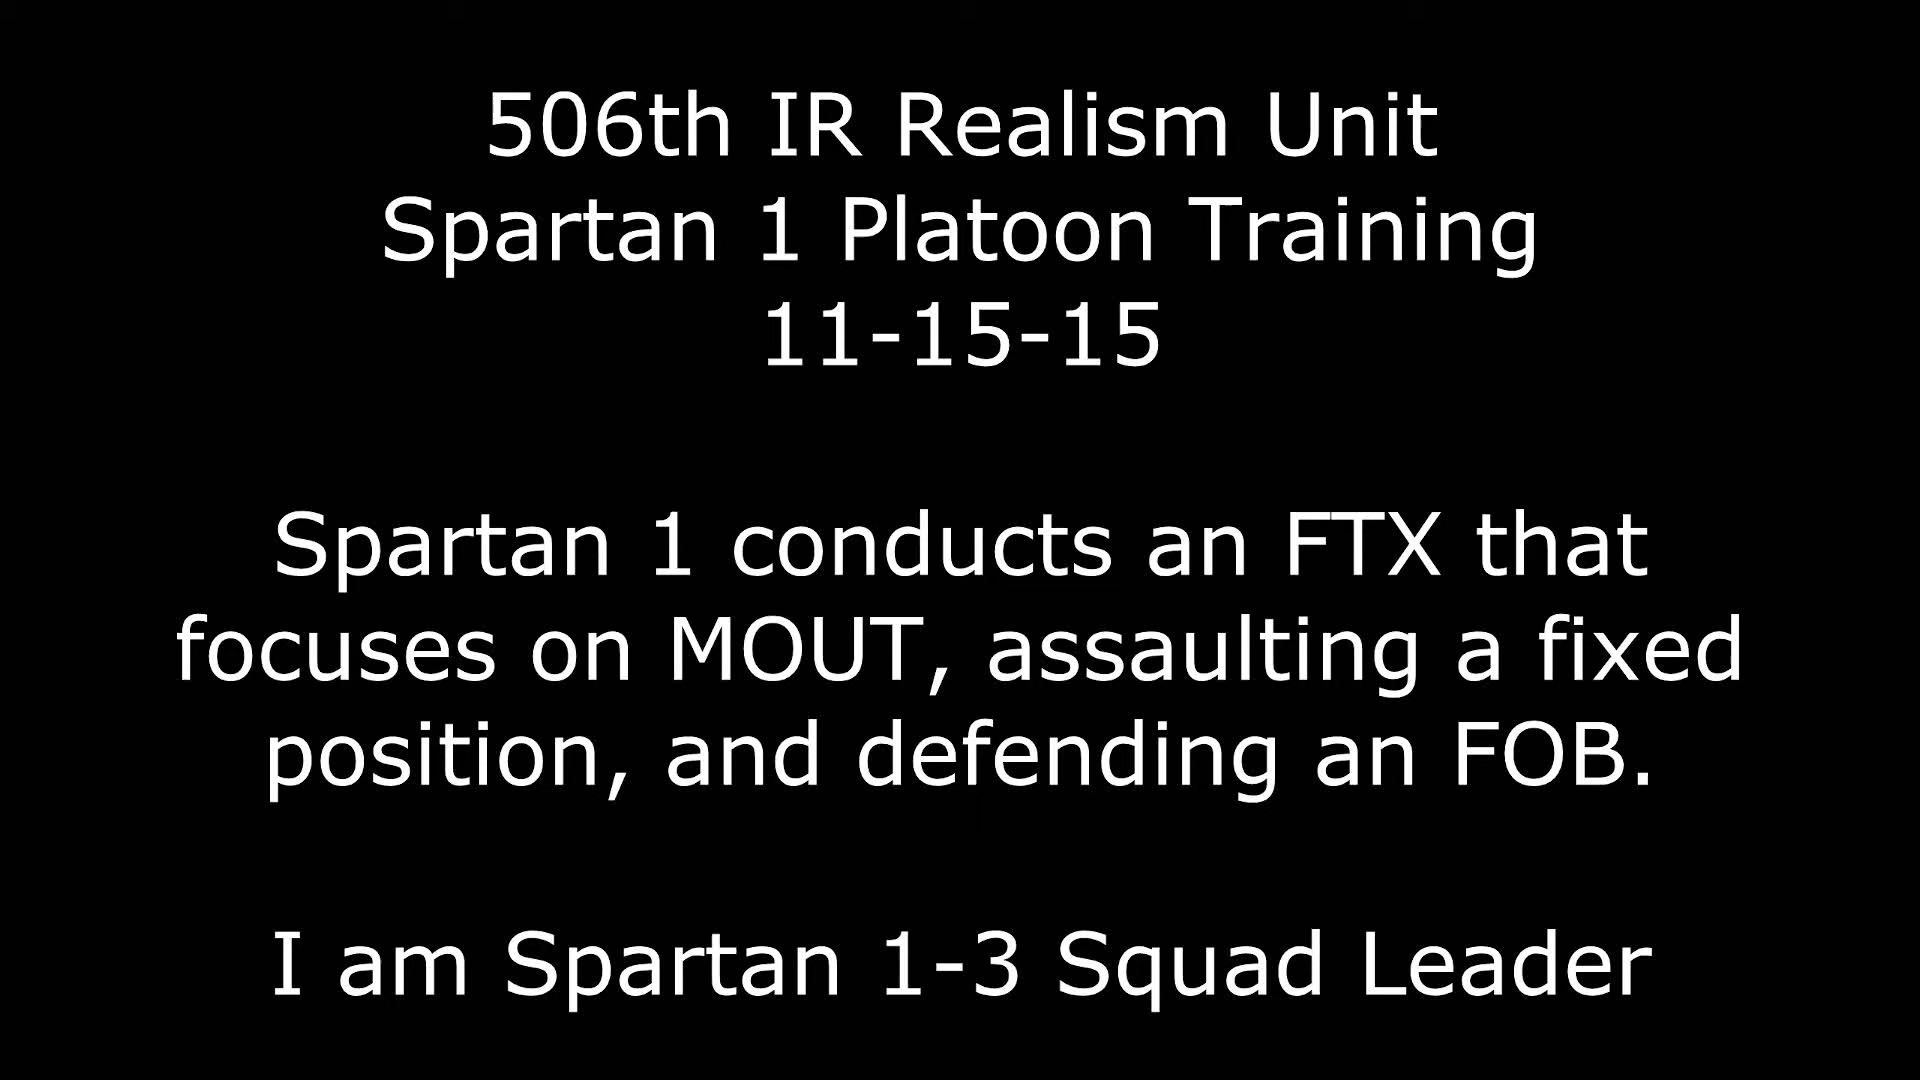 506th IR Realism Unit
Spartan 1 Platoon Training
11-15-15
Spartan 1 conducts an FTX that
focuses on MOUT, assaulting a fixed
position, and defending an FOB.
I am Spartan 1-3 Squad Leader